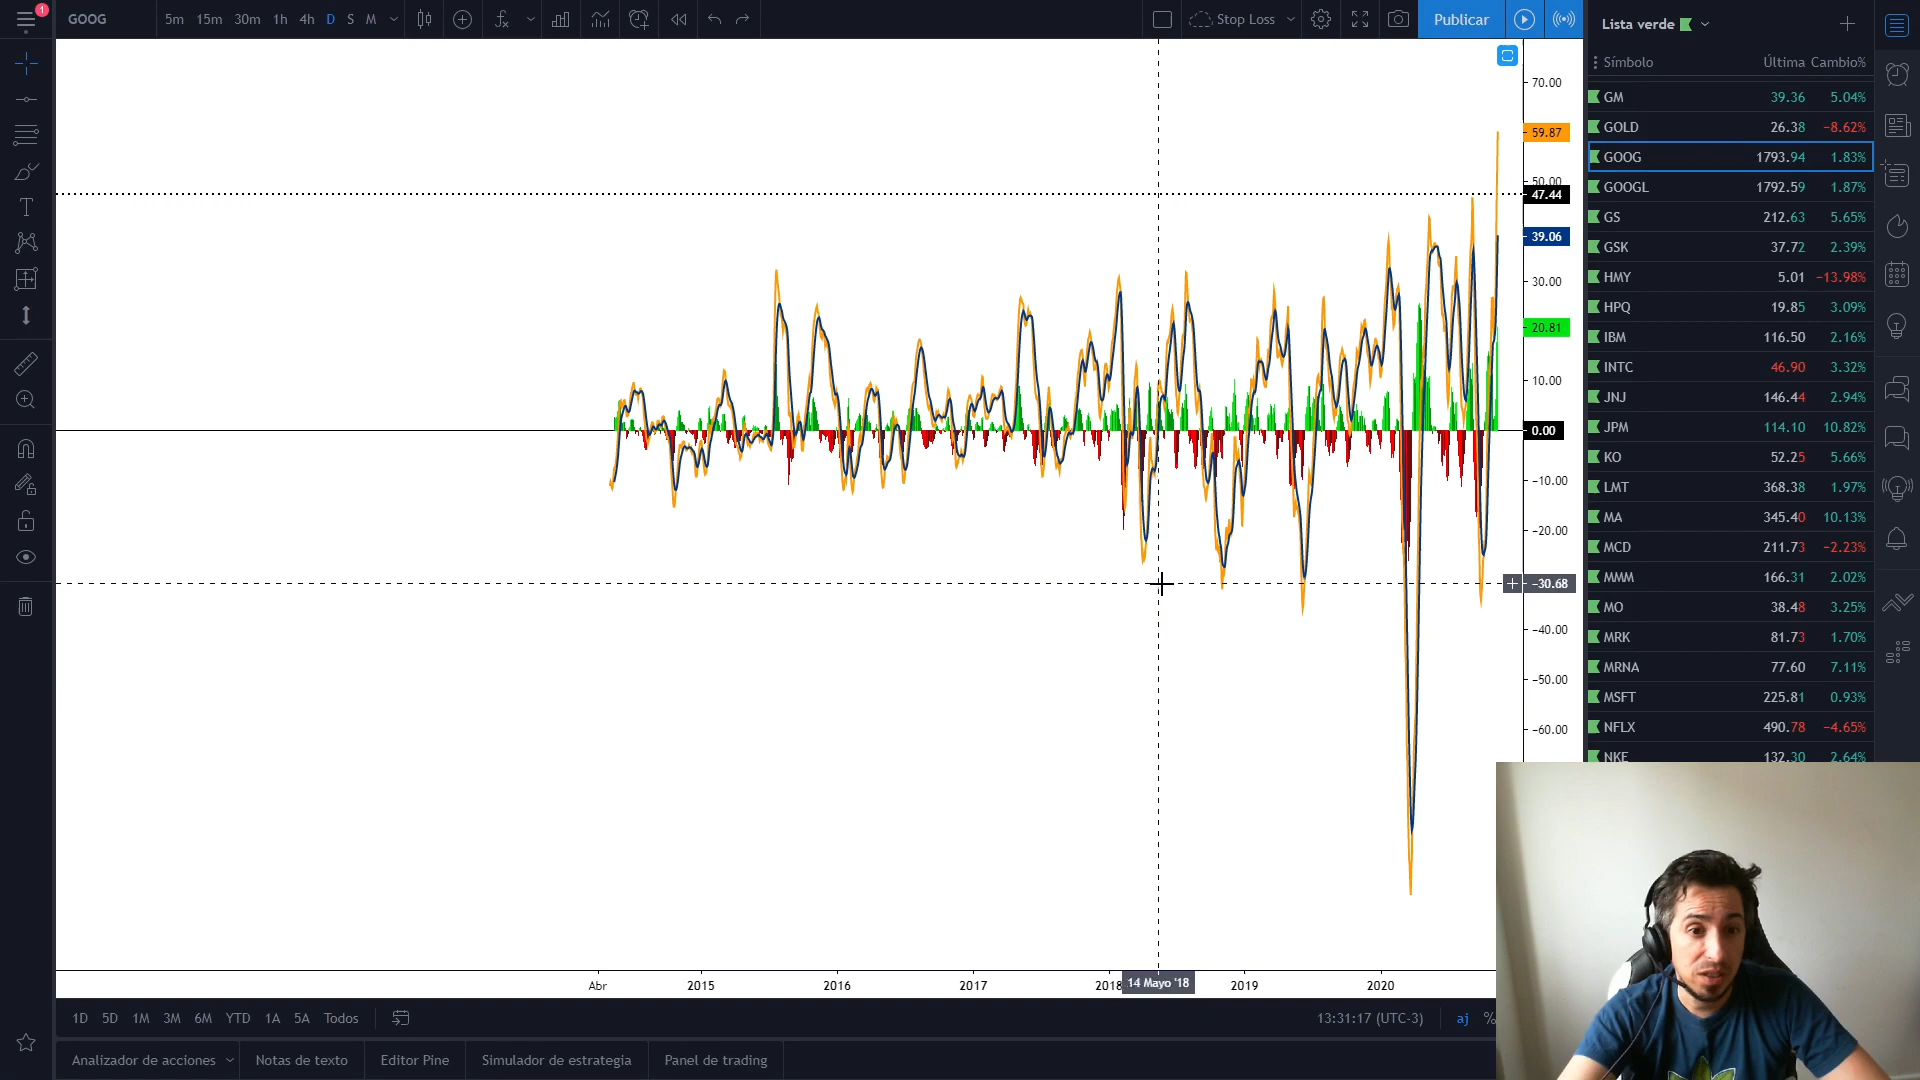 1
GOOG
5m 15m 30m 1h 4h D S M
Stop Loss
Publicar
Lista verde
Símbolo Última Cambio%
GM 39.36 5.04%
GOLD 26.38 −8.62%
GOOG 1793.94 1.83%
GOOGL 1792.59 1.87%
GS 212.63 5.65%
GSK 37.72 2.39%
HMY 5.01 −13.98%
HPQ 19.85 3.09%
IBM 116.50 2.16%
INTC 46.90 3.32%
JNJ 146.44 2.94%
JPM 114.10 10.82%
KO 52.25 5.66%
LMT 368.38 1.97%
MA 345.40 10.13%
MCD 211.73 −2.23%
MMM 166.31 2.02%
MO 38.48 3.25%
MRK 81.73 1.70%
MRNA 77.60 7.11%
MSFT 225.81 0.93%
NFLX 490.78 −4.65%
NKE 132.30 2.64%
70.00
59.87
50.00
47.44
39.06
30.00
20.81
10.00
0.00
−10.00
−20.00
−30.68
−40.00
−50.00
−60.00
Abr 2015 2016 2017 2018 14 Mayo '18 2019 2020
1D 5D 1M 3M 6M YTD 1A 5A Todos
13:31:17 (UTC-3) aj %
Analizador de acciones Notas de texto Editor Pine Simulador de estrategia Panel de trading